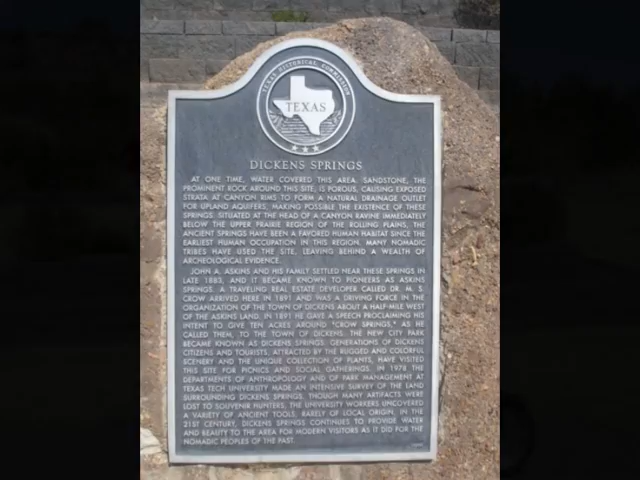 TEXAS HISTORICAL COMMISSION
TEXAS
DICKENS SPRINGS
AT ONE TIME, WATER COVERED THIS AREA. SANDSTONE, THE
PROMINENT ROCK AROUND THIS SITE, IS POROUS, CAUSING EXPOSED
STRATA AT CANYON RIMS TO FORM A NATURAL DRAINAGE OUTLET
FOR UPLAND AQUIFERS, MAKING POSSIBLE THE EXISTENCE OF THESE
SPRINGS. SITUATED AT THE HEAD OF A CANYON RAVINE IMMEDIATELY
BELOW THE UPPER PRAIRIE REGION OF THE ROLLING PLAINS, THE
ANCIENT SPRINGS HAVE BEEN A FAVORED HUMAN HABITAT SINCE THE
EARLIEST HUMAN OCCUPATION IN THIS REGION. MANY NOMADIC
TRIBES HAVE USED THE SITE, LEAVING BEHIND A WEALTH OF
ARCHEOLOGICAL EVIDENCE.
JOHN A. ASKINS AND HIS FAMILY SETTLED NEAR THESE SPRINGS IN
LATE 1883, AND IT BECAME KNOWN TO PIONEERS AS ASKINS
SPRINGS. A TRAVELING REAL ESTATE DEVELOPER CALLED DR. M. S.
CROW ARRIVED HERE IN 1891 AND WAS A DRIVING FORCE IN THE
ORGANIZATION OF THE TOWN OF DICKENS ABOUT A HALF-MILE WEST
OF THE ASKINS LAND. IN 1891 HE GAVE A SPEECH PROCLAIMING HIS
INTENT TO GIVE TEN ACRES AROUND "CROW SPRINGS," AS HE
CALLED THEM, TO THE TOWN OF DICKENS. THE NEW CITY PARK
BECAME KNOWN AS DICKENS SPRINGS. GENERATIONS OF DICKENS
CITIZENS AND TOURISTS, ATTRACTED BY THE RUGGED AND COLORFUL
SCENERY AND THE UNIQUE COLLECTION OF PLANTS, HAVE VISITED
THIS SITE FOR PICNICS AND SOCIAL GATHERINGS. IN 1978 THE
DEPARTMENTS OF ANTHROPOLOGY AND OF PARK MANAGEMENT AT
TEXAS TECH UNIVERSITY MADE AN INTENSIVE SURVEY OF THE LAND
SURROUNDING DICKENS SPRINGS. THOUGH MANY ARTIFACTS WERE
LOST TO SOUVENIR HUNTERS, THE UNIVERSITY WORKERS UNCOVERED
A VARIETY OF ANCIENT TOOLS, RARELY OF LOCAL ORIGIN. IN THE
21ST CENTURY, DICKENS SPRINGS CONTINUES TO PROVIDE WATER
AND BEAUTY TO THE AREA FOR MODERN VISITORS AS IT DID FOR THE
NOMADIC PEOPLES OF THE PAST.